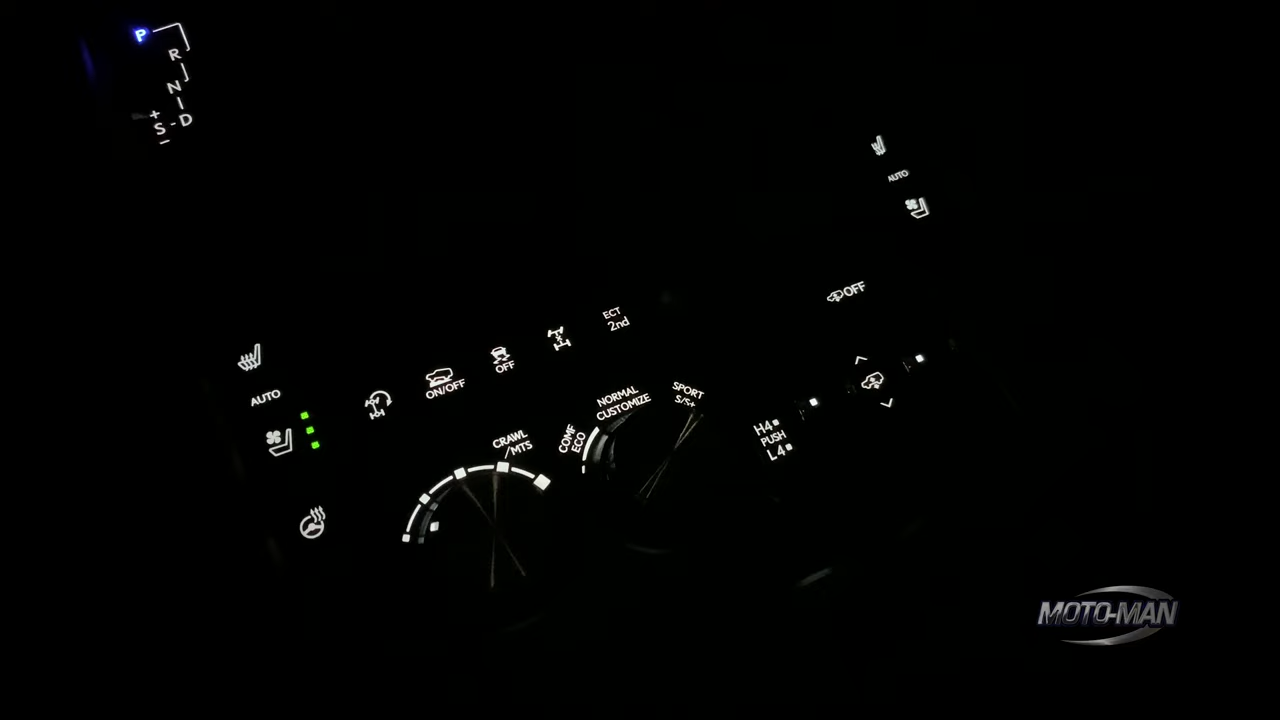 P
R
N
+
S - D
–
AUTO
OFF
ECT
2nd
OFF
ON/OFF
AUTO
NORMAL
CUSTOMIZE
SPORT
S/S+
COMF
ECO
CRAWL
/MTS
H4
PUSH
L4
MOTO-MAN